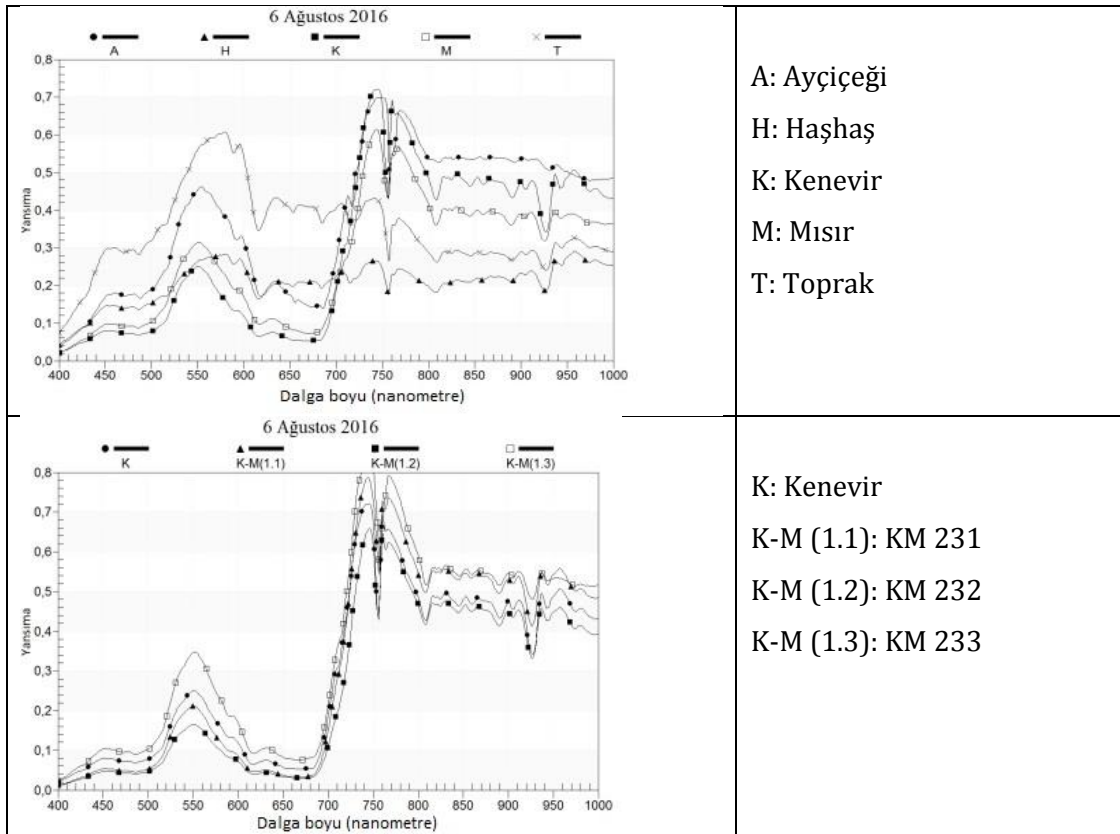 6 Ağustos 2016
A H K M T
0,8
0,7
0,6
0,5
0,4
0,3
0,2
0,1
0,0
Yansıma
400 450 500 550 600 650 700 750 800 850 900 950 1000
Dalga boyu (nanometre)
A: Ayçiçeği
H: Haşhaş
K: Kenevir
M: Mısır
T: Toprak
6 Ağustos 2016
K K-M(1.1) K-M(1.2) K-M(1.3)
0,8
0,7
0,6
0,5
0,4
0,3
0,2
0,1
0,0
Yansıma
400 450 500 550 600 650 700 750 800 850 900 950 1000
Dalga boyu (nanometre)
K: Kenevir
K-M (1.1): KM 231
K-M (1.2): KM 232
K-M (1.3): KM 233